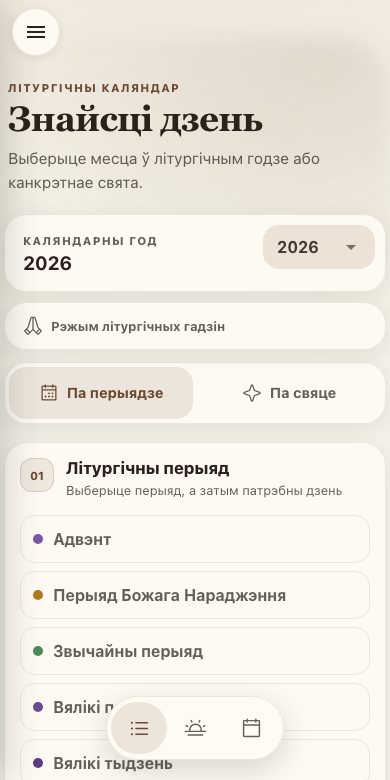 ЛІТУРГІЧНЫ КАЛЯНДАР
Знайсці дзень
Выберыце месца ў літургічным годзе або
канкрэтнае свята.
КАЛЯНДАРНЫ ГОД
2026
2026
Рэжым літургічных гадзін
Па перыядзе
Па свяце
01
Літургічны перыяд
Выберыце перыяд, а затым патрэбны дзень
Адвэнт
Перыяд Божага Нараджэння
Звычайны перыяд
Вялікі п
Вялікі тыдзень